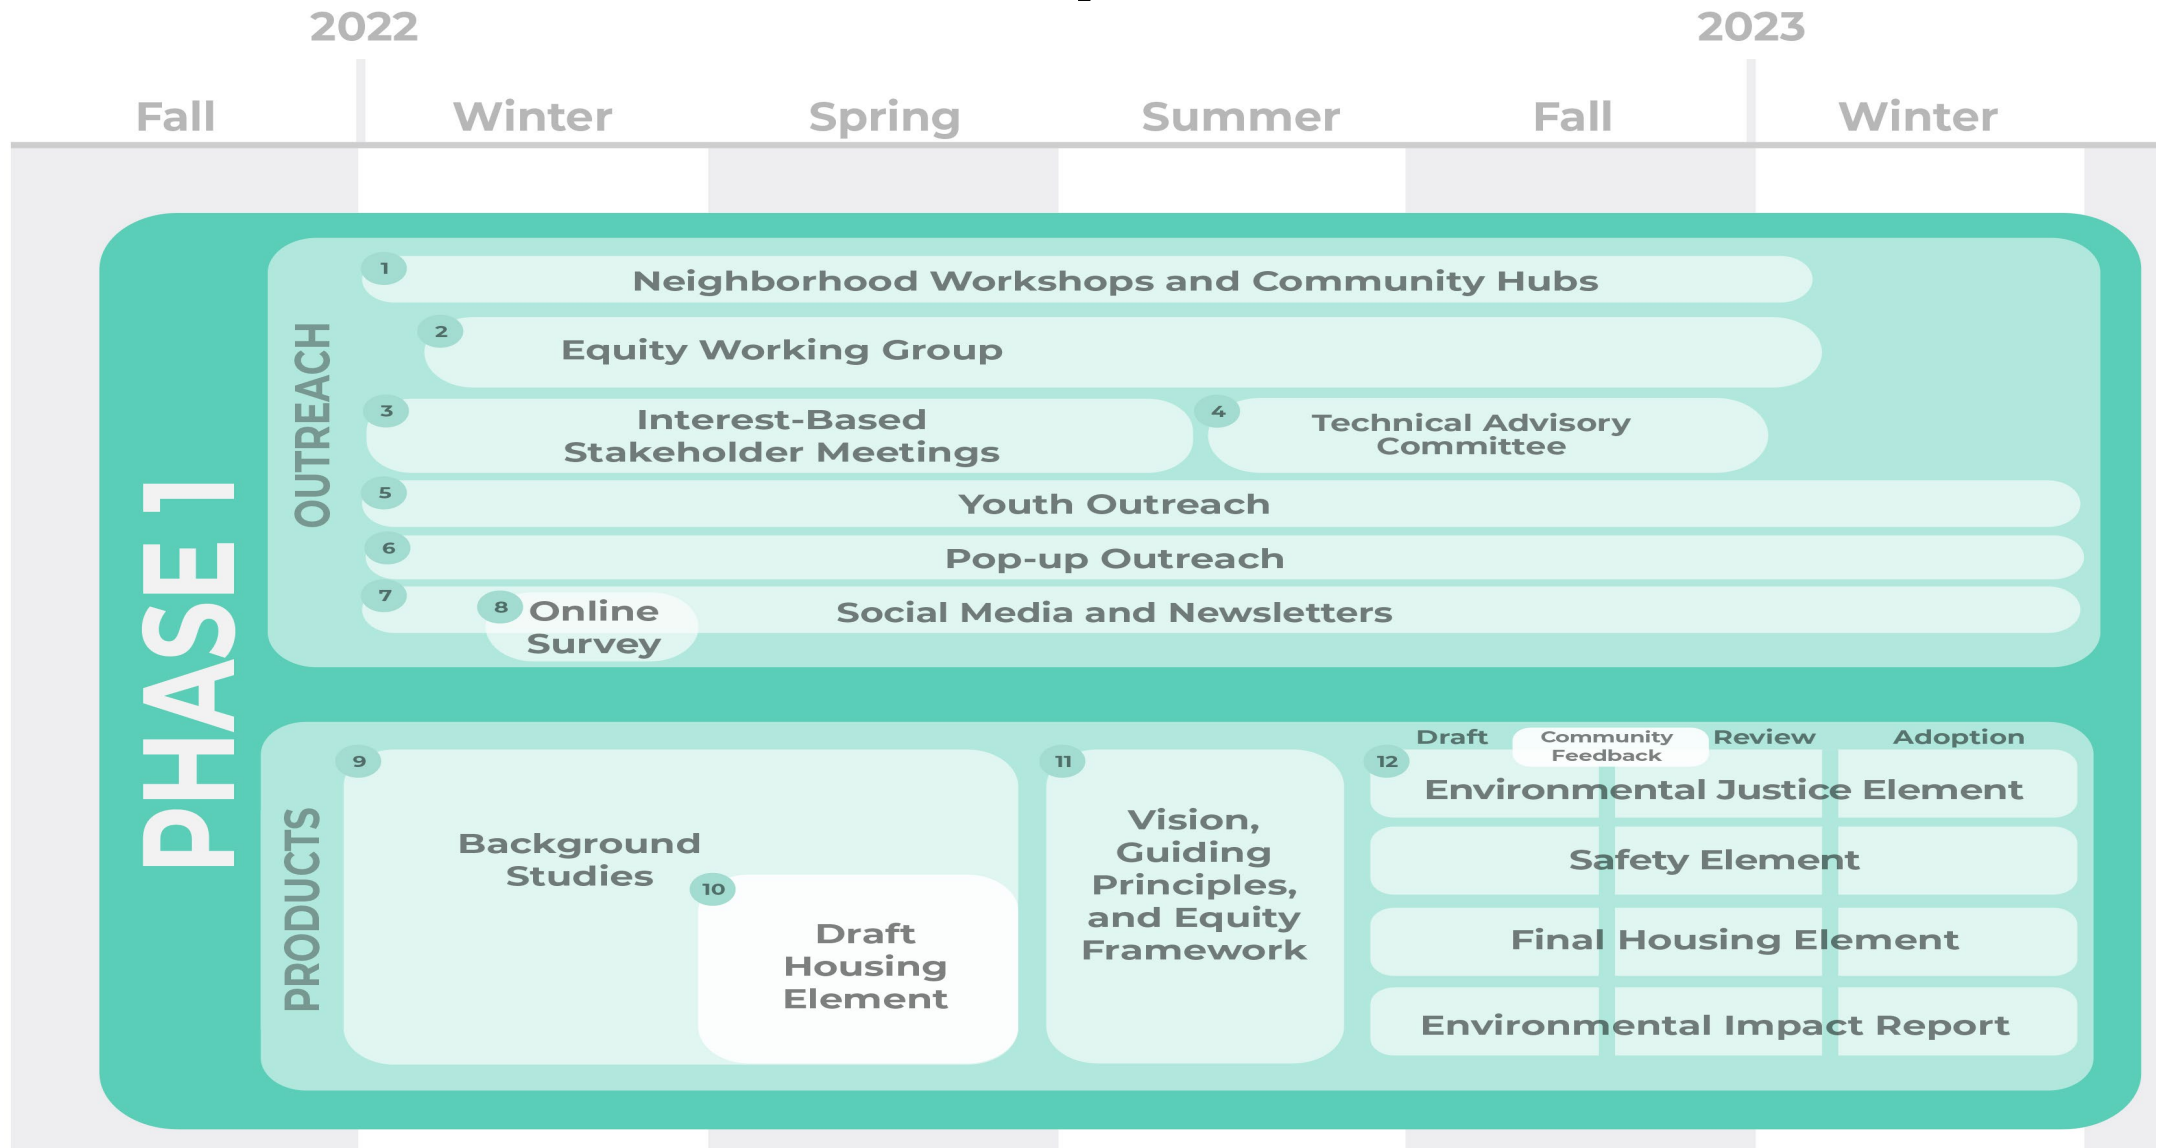 2022
2023
Fall
Winter
Spring
Summer
Fall
Winter
PHASE 1
OUTREACH
1
Neighborhood Workshops and Community Hubs
2
Equity Working Group
3
Interest-Based
Stakeholder Meetings
4
Technical Advisory
Committee
5
Youth Outreach
6
Pop-up Outreach
7
8
Online
Survey
Social Media and Newsletters
PRODUCTS
9
Background
Studies
10
Draft
Housing
Element
11
Vision,
Guiding
Principles,
and Equity
Framework
12
Draft
Community
Feedback
Review
Adoption
Environmental Justice Element
Safety Element
Final Housing Element
Environmental Impact Report